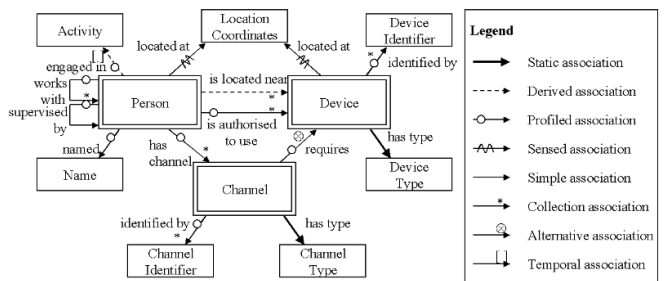 Activity
Location
Coordinates
Device
Identifier
Legend
[ ]
engaged in
located at
located at
*
identified by
works
with
*
supervised
by
Person
is located near
*
*
is authorised
to use
Device
named
has
channel
*
requires
has type
Name
Channel
Device
Type
identified by
*
has type
Channel
Identifier
Channel
Type
Static association
Derived association
Profiled association
Sensed association
Simple association
*
Collection association
Alternative association
[ ]
Temporal association